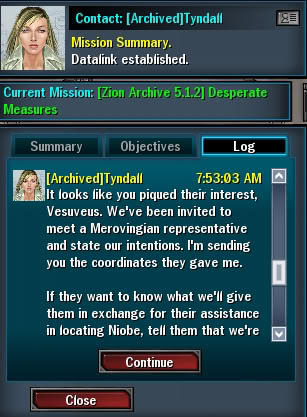 Contact: [Archived]Tyndall
Mission Summary.
Datalink established.
Current Mission: [Zion Archive 5.1.2] Desperate
Measures
Summary
Objectives
Log
[Archived]Tyndall 7:53:03 AM
It looks like you piqued their interest,
Vesuveus. We've been invited to
meet a Merovingian representative
and state our intentions. I'm sending
you the coordinates they gave me.
If they want to know what we'll give
them in exchange for their assistance
in locating Niobe, tell them that we're
Continue
Close